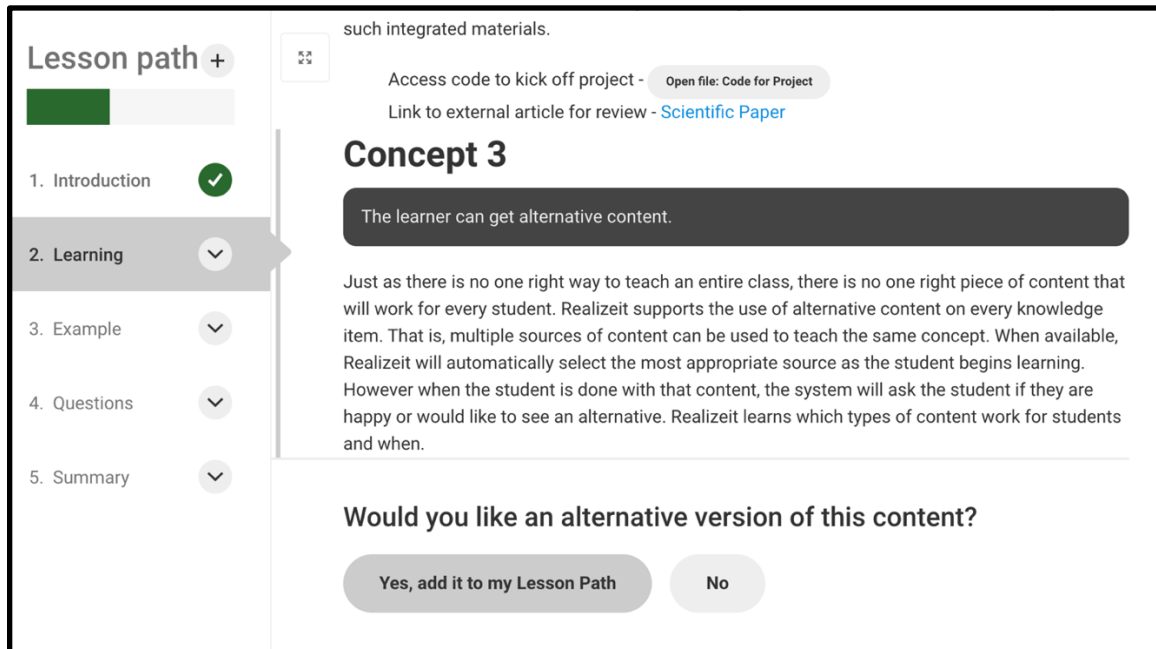 Lesson path +
1. Introduction
2. Learning
3. Example
4. Questions
5. Summary
such integrated materials.
Access code to kick off project - Open file: Code for Project
Link to external article for review - Scientific Paper
Concept 3
The learner can get alternative content.
Just as there is no one right way to teach an entire class, there is no one right piece of content that
will work for every student. Realizeit supports the use of alternative content on every knowledge
item. That is, multiple sources of content can be used to teach the same concept. When available,
Realizeit will automatically select the most appropriate source as the student begins learning.
However when the student is done with that content, the system will ask the student if they are
happy or would like to see an alternative. Realizeit learns which types of content work for students
and when.
Would you like an alternative version of this content?
Yes, add it to my Lesson Path No